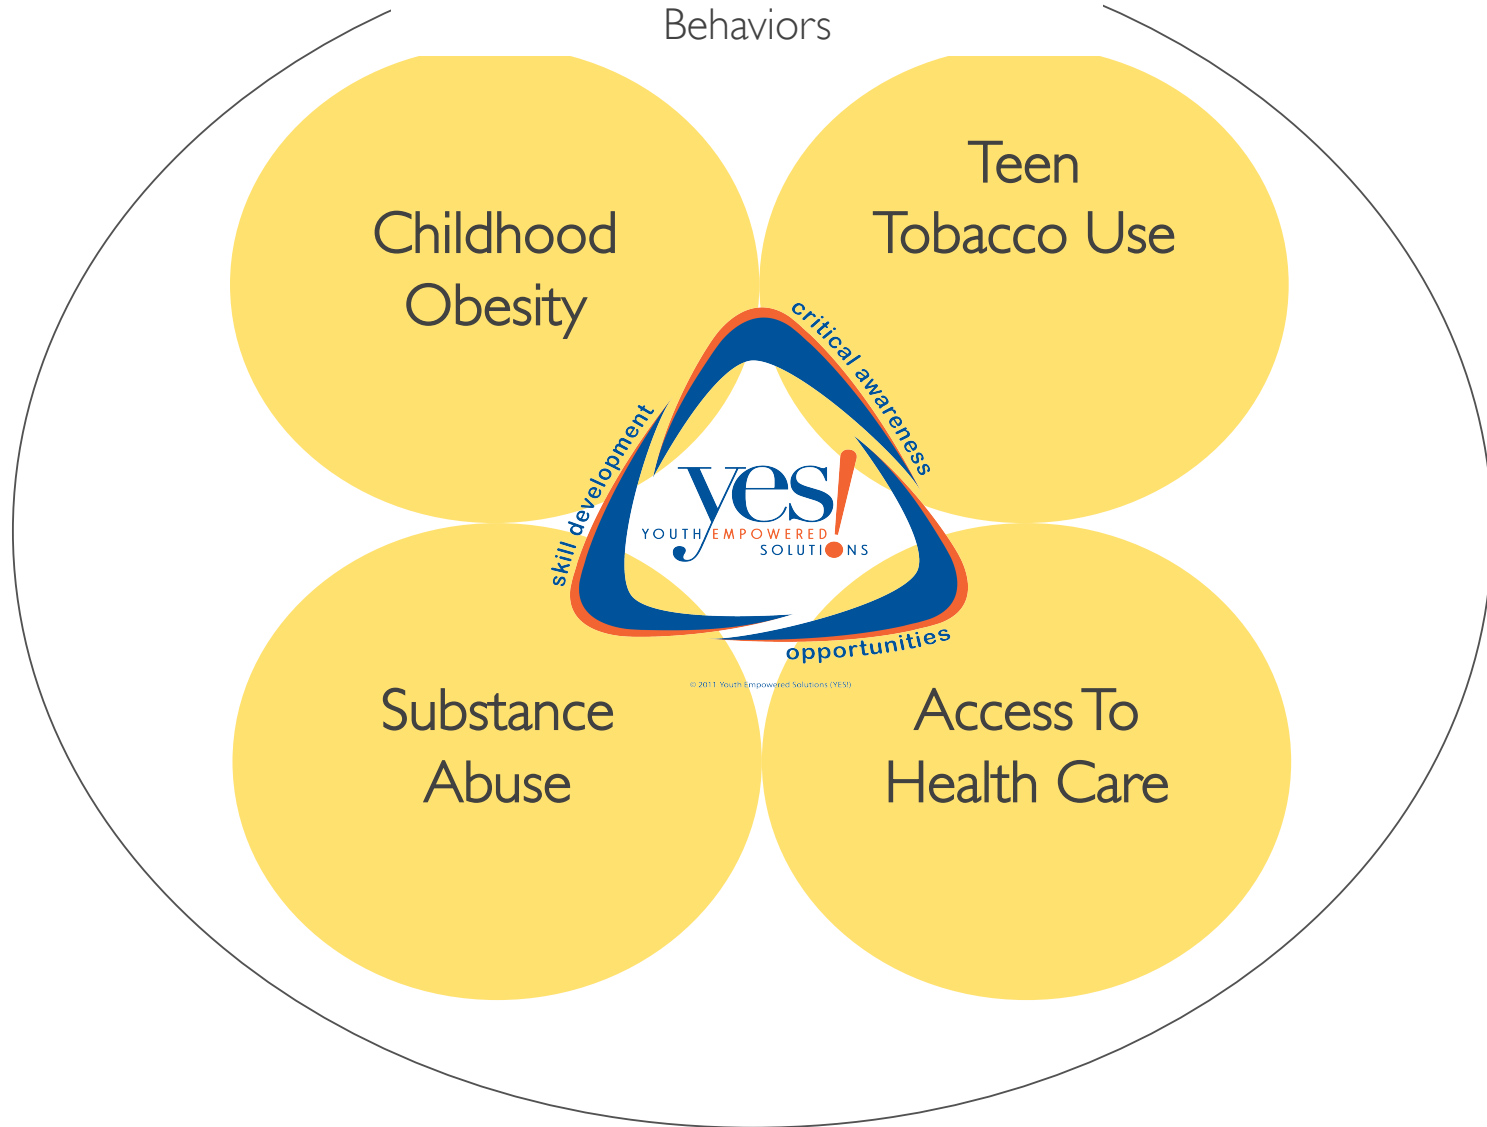 Behaviors
Childhood
Obesity
Teen
Tobacco Use
critical awareness
skill development
yes!
YOUTH EMPOWERED
SOLUTIONS
opportunities
© 2011 Youth Empowered Solutions (YES!)
Substance
Abuse
Access To
Health Care